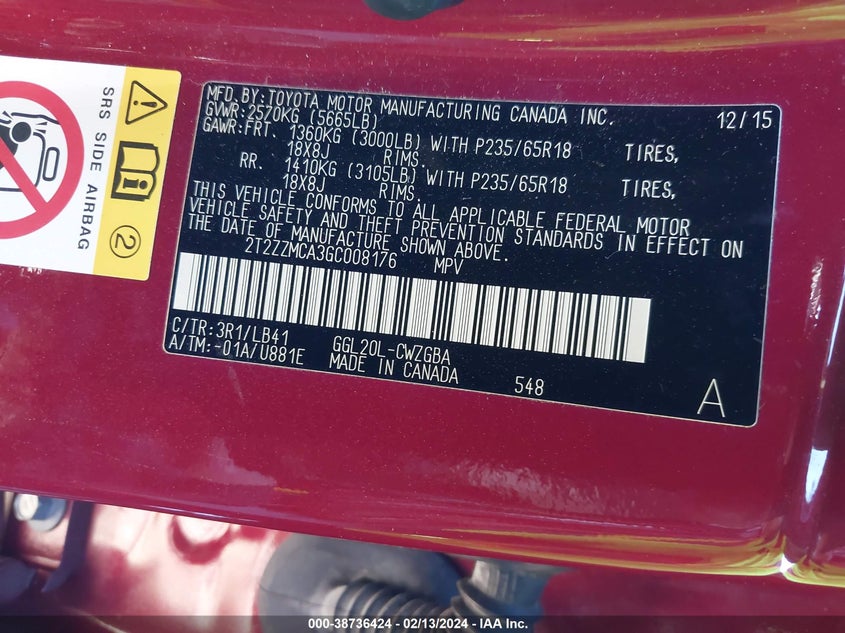 SRS SIDE AIRBAG
2
MFD.BY:TOYOTA MOTOR MANUFACTURING CANADA INC. 12/15
GVWR:2570KG (5665LB)
GAWR:FRT. 1360KG (3000LB) WITH P235/65R18 TIRES,
18X8J RIMS.
RR. 1410KG (3105LB) WITH P235/65R18 TIRES,
18X8J RIMS.
THIS VEHICLE CONFORMS TO ALL APPLICABLE FEDERAL MOTOR
VEHICLE SAFETY AND THEFT PREVENTION STANDARDS IN EFFECT ON
THE DATE OF MANUFACTURE SHOWN ABOVE.
2T2ZZMCA3GC008176 MPV
C/TR:3R1/LB41 GGL20L-CWZGBA
A/TM:-01A/U881E MADE IN CANADA 548 A
000-38736424 - 02/13/2024 - IAAI.com